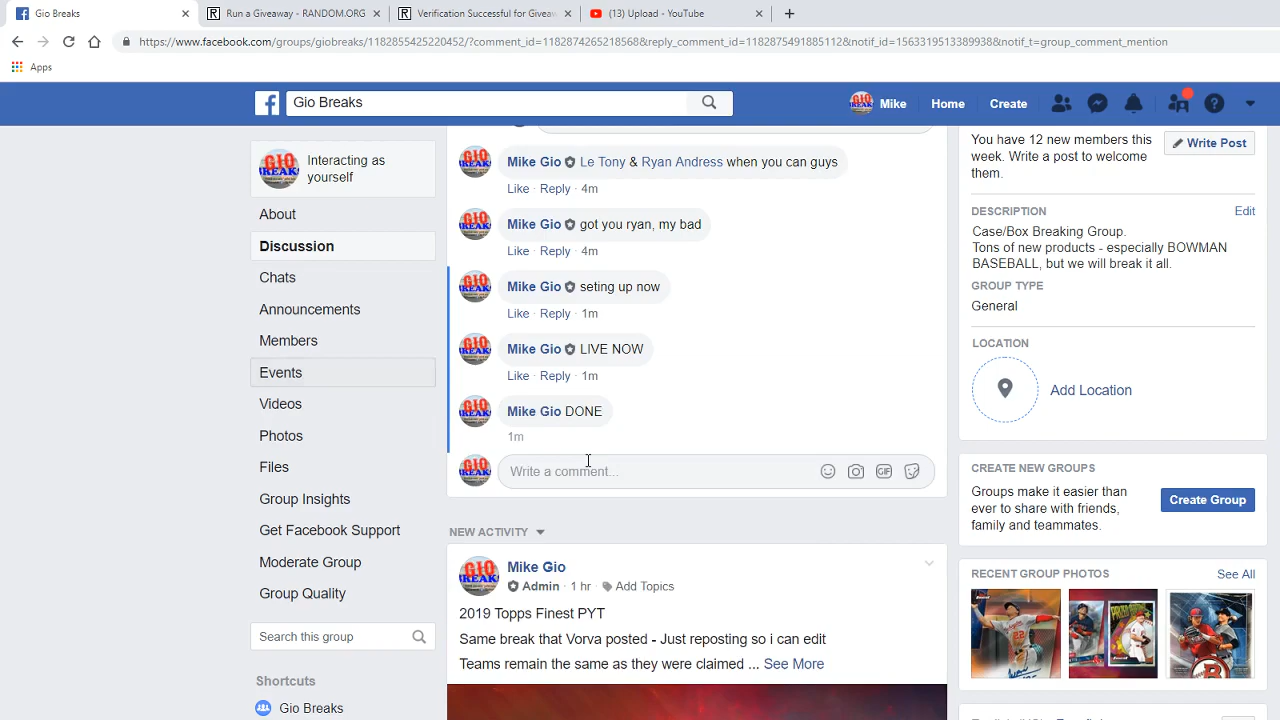 Gio Breaks
Run a Giveaway - RANDOM.ORG
Verification Successful for Giveaw
(13) Upload - YouTube
https://www.facebook.com/groups/giobreaks/1182855425220452/?comment_id=1182874265218568&reply_comment_id=1182875491885112&notif_id=1563319513389938&notif_t=group_comment_mention
Apps
Gio Breaks
Mike
Home
Create
Interacting as
yourself
About
Discussion
Chats
Announcements
Members
Events
Videos
Photos
Files
Group Insights
Get Facebook Support
Moderate Group
Group Quality
Search this group
Shortcuts
Gio Breaks
Mike Gio Le Tony & Ryan Andress when you can guys
Like · Reply · 4m
Mike Gio got you ryan, my bad
Like · Reply · 4m
Mike Gio seting up now
Like · Reply · 1m
Mike Gio LIVE NOW
Like · Reply · 1m
Mike Gio DONE
1m
Write a comment...
GIF
NEW ACTIVITY
Mike Gio
Admin · 1 hr · Add Topics
2019 Topps Finest PYT
Same break that Vorva posted - Just reposting so i can edit
Teams remain the same as they were claimed ... See More
You have 12 new members this
week. Write a post to welcome
them.
Write Post
DESCRIPTION
Edit
Case/Box Breaking Group.
Tons of new products - especially BOWMAN
BASEBALL, but we will break it all.
GROUP TYPE
General
LOCATION
Add Location
CREATE NEW GROUPS
Groups make it easier than
ever to share with friends,
family and teammates.
Create Group
RECENT GROUP PHOTOS
See All